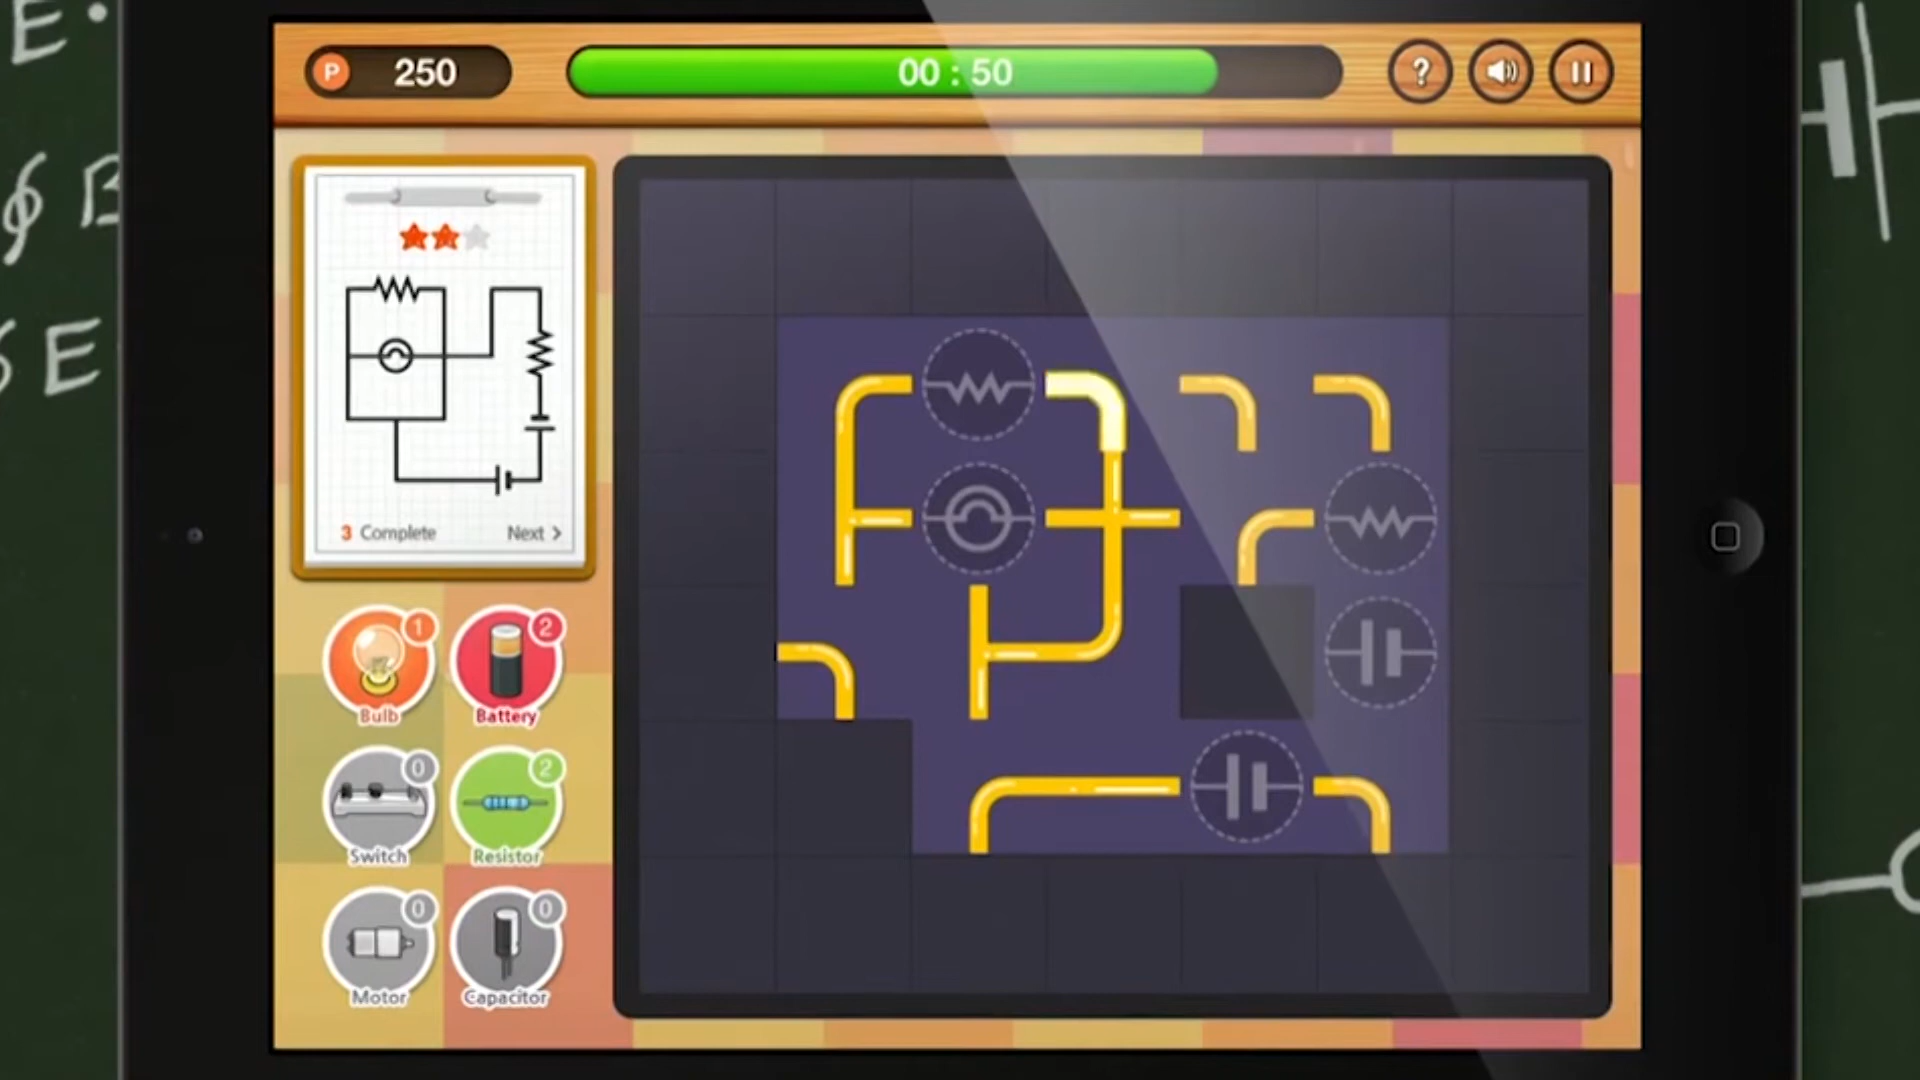 E.
P 250
00 : 50
?
∮ B
S E
3 Complete Next >
1
Bulb
2
Battery
0
Switch
2
Resistor
0
Motor
0
Capacitor